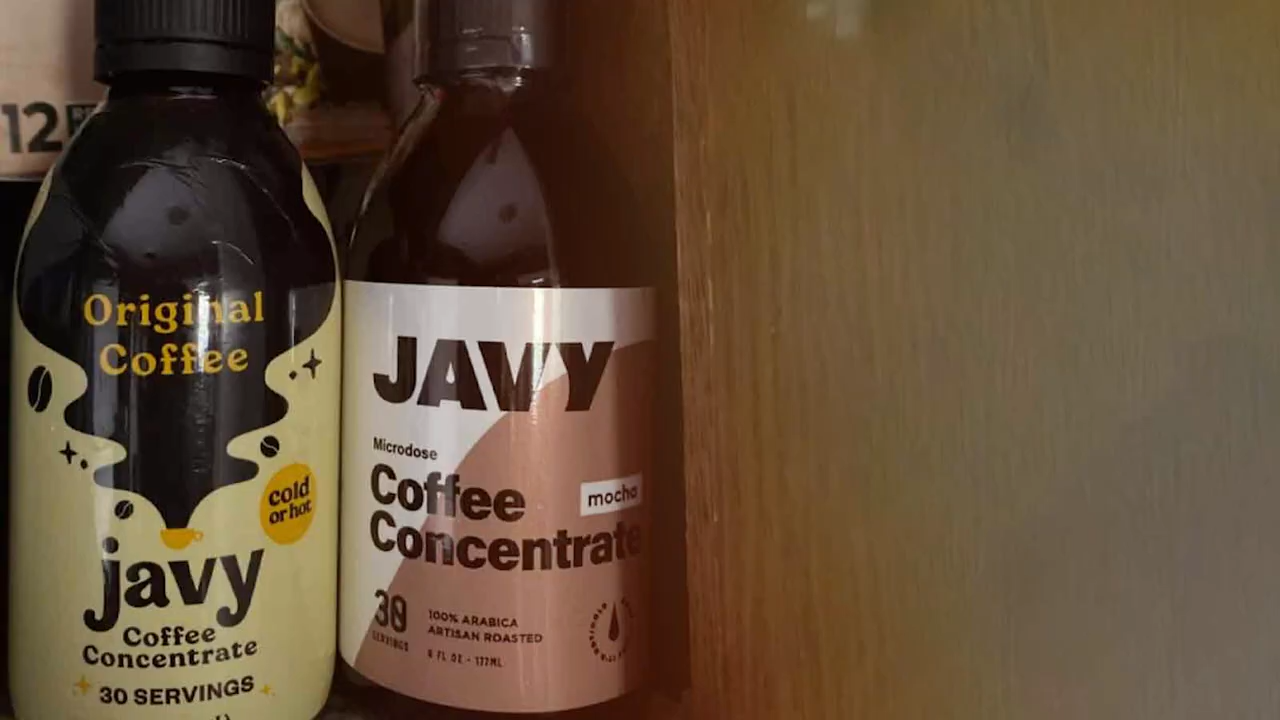 12
Original
Coffee
cold
or hot
javy
Coffee
Concentrate
30 SERVINGS
JAVY
Microdose
Coffee
mocha
Concentrate
30
SERVINGS
100% ARABICA
ARTISAN ROASTED
6 FL OZ - 177ML